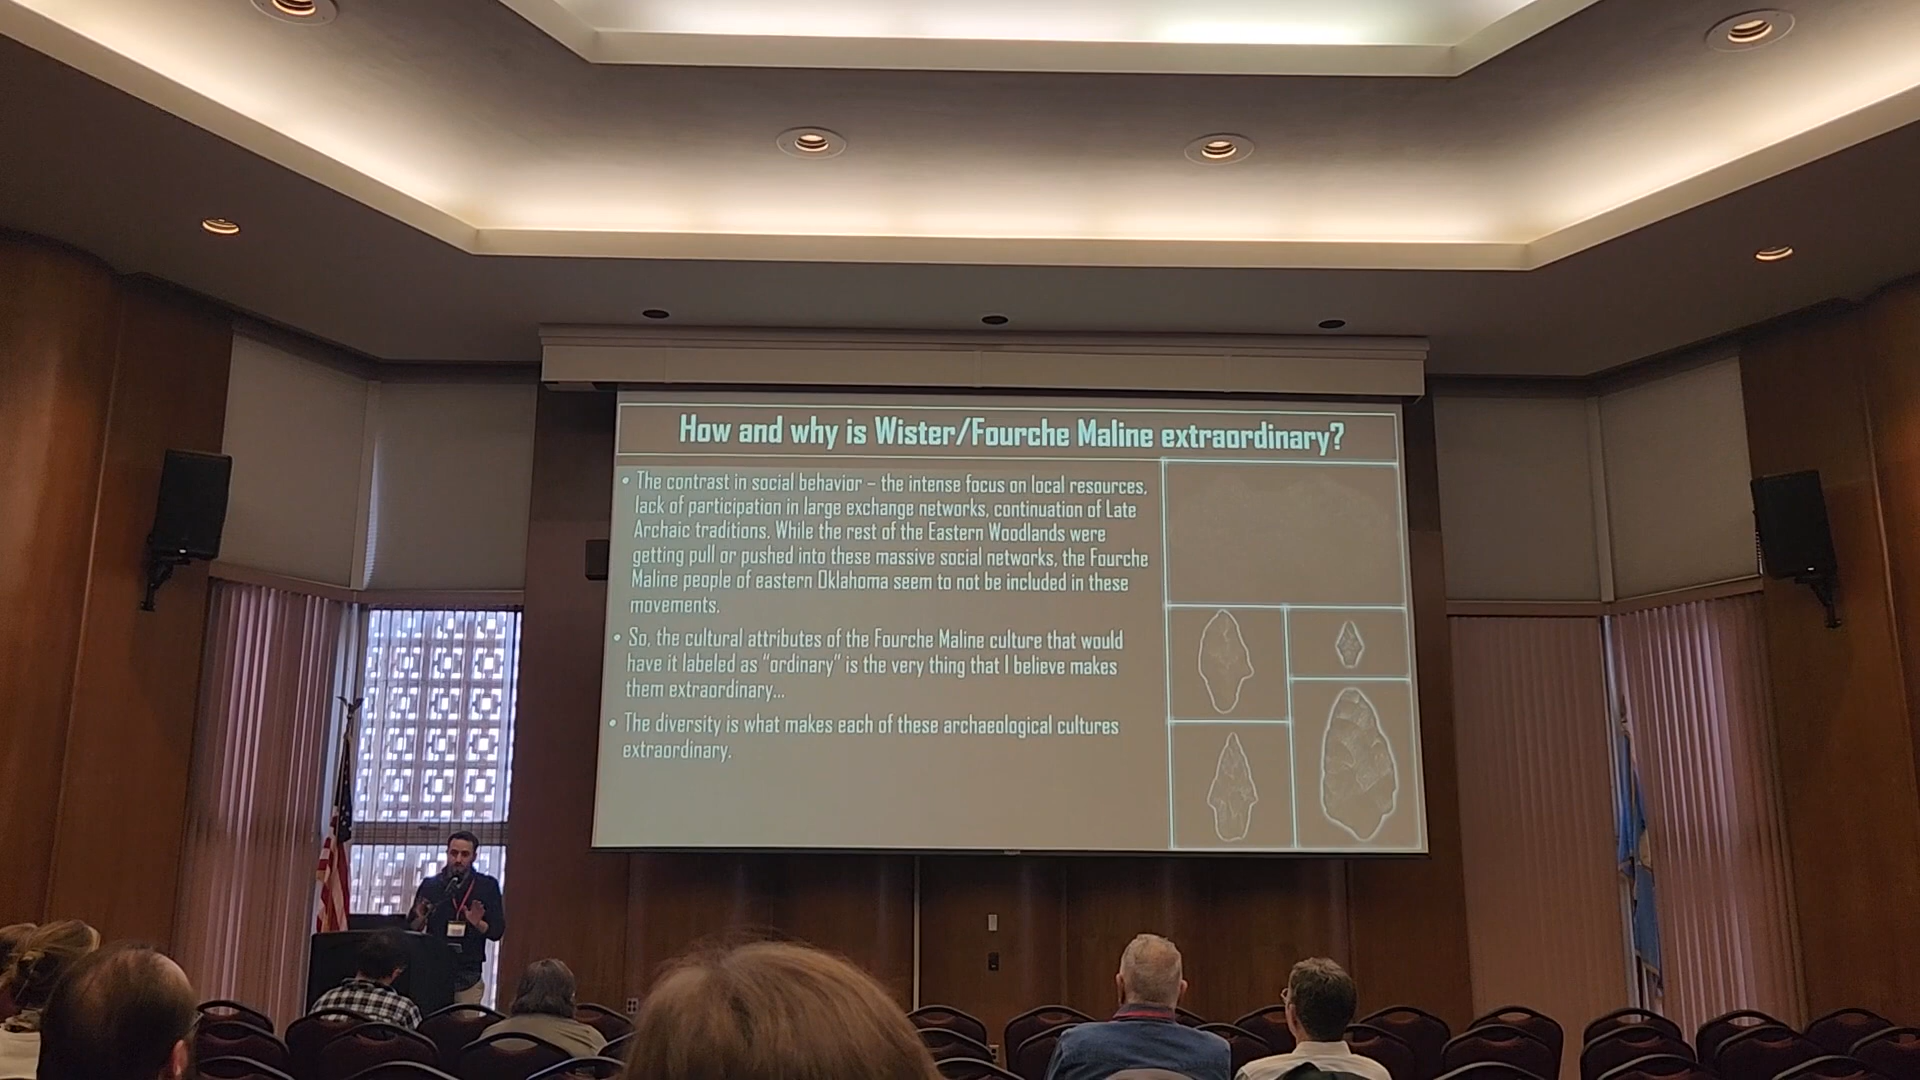 How and why is Wister/Fourche Maline extraordinary?
• The contrast in social behavior – the intense focus on local resources,
lack of participation in large exchange networks, continuation of Late
Archaic traditions. While the rest of the Eastern Woodlands were
getting pull or pushed into these massive social networks, the Fourche
Maline people of eastern Oklahoma seem to not be included in these
movements.
• So, the cultural attributes of the Fourche Maline culture that would
have it labeled as “ordinary” is the very thing that I believe makes
them extraordinary...
• The diversity is what makes each of these archaeological cultures
extraordinary.